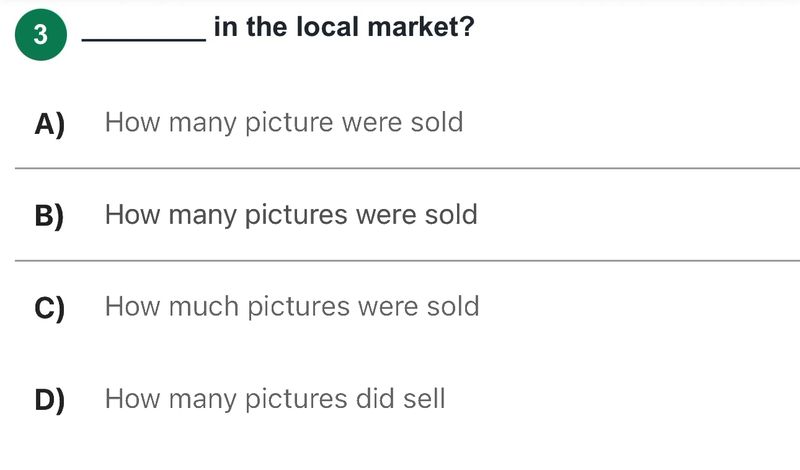 3 ________ in the local market?
A) How many picture were sold
B) How many pictures were sold
C) How much pictures were sold
D) How many pictures did sell